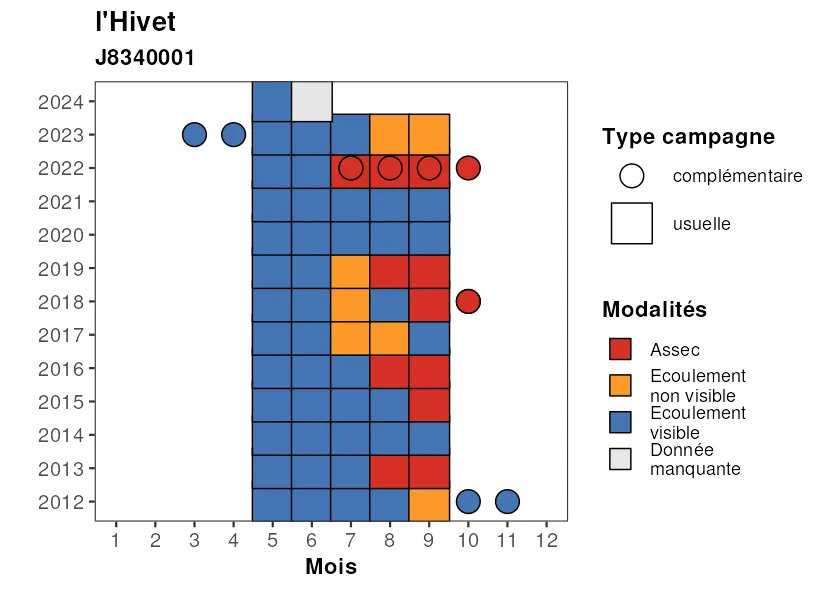 l'Hivet
J8340001
2024
2023
2022
2021
2020
2019
2018
2017
2016
2015
2014
2013
2012
1 2 3 4 5 6 7 8 9 10 11 12
Mois
Type campagne
complémentaire
usuelle
Modalités
Assec
Ecoulement
non visible
Ecoulement
visible
Donnée
manquante